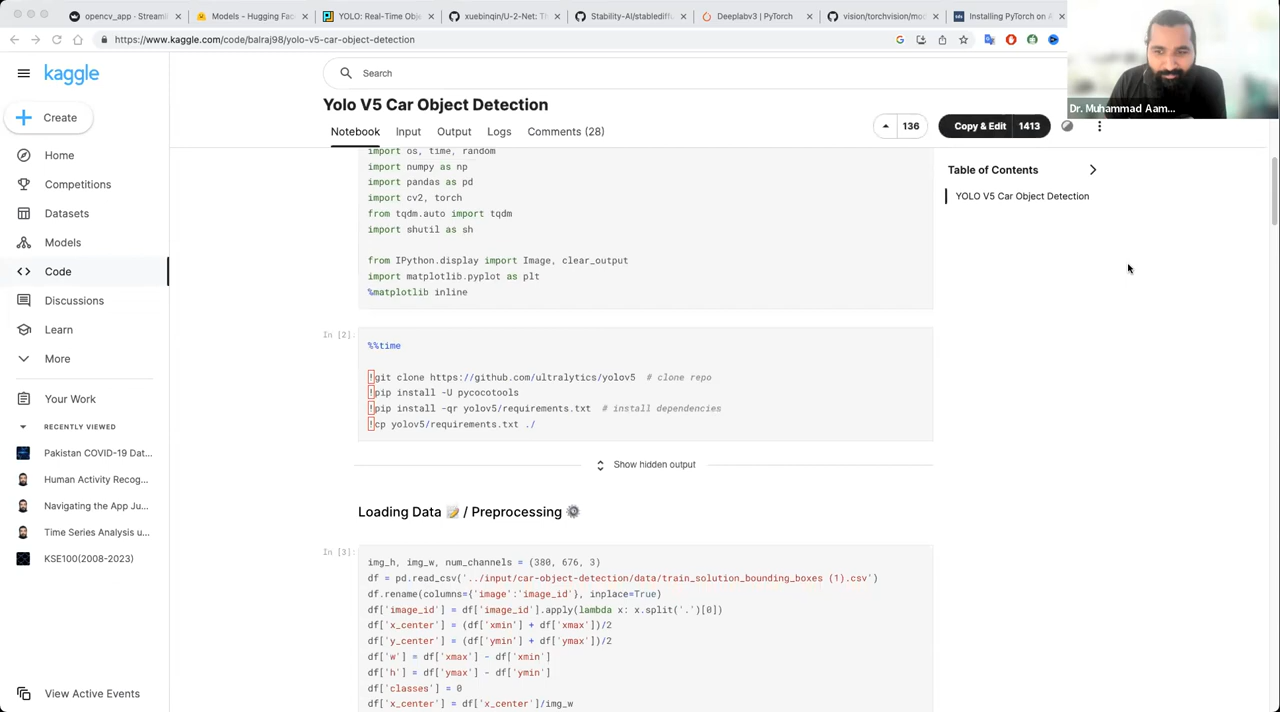 opencv_app · Streaml
Models - Hugging Fac
YOLO: Real-Time Obje
xuebinqin/U-2-Net: Th
Stability-AI/stablediff
Deeplabv3 | PyTorch
vision/torchvision/mod
Installing PyTorch on A
https://www.kaggle.com/code/balraj98/yolo-v5-car-object-detection
kaggle
Search
Dr. Muhammad Aam...
Create
Yolo V5 Car Object Detection
136
Copy & Edit 1413
Notebook Input Output Logs Comments (28)
Home
Competitions
Datasets
Models
Code
Discussions
Learn
More
Your Work
RECENTLY VIEWED
Pakistan COVID-19 Dat...
Human Activity Recog...
Navigating the App Ju...
Time Series Analysis u...
KSE100(2008-2023)
View Active Events
import os, time, random
import numpy as np
import pandas as pd
import cv2, torch
from tqdm.auto import tqdm
import shutil as sh
from IPython.display import Image, clear_output
import matplotlib.pyplot as plt
%matplotlib inline
In [2]:
%%time
!git clone https://github.com/ultralytics/yolov5 # clone repo
!pip install -U pycocotools
!pip install -qr yolov5/requirements.txt # install dependencies
!cp yolov5/requirements.txt ./
Show hidden output
Loading Data 📝 / Preprocessing ⚙️
In [3]:
img_h, img_w, num_channels = (380, 676, 3)
df = pd.read_csv('../input/car-object-detection/data/train_solution_bounding_boxes (1).csv')
df.rename(columns={'image':'image_id'}, inplace=True)
df['image_id'] = df['image_id'].apply(lambda x: x.split('.')[0])
df['x_center'] = (df['xmin'] + df['xmax'])/2
df['y_center'] = (df['ymin'] + df['ymax'])/2
df['w'] = df['xmax'] - df['xmin']
df['h'] = df['ymax'] - df['ymin']
df['classes'] = 0
df['x_center'] = df['x_center']/img_w
Table of Contents
YOLO V5 Car Object Detection